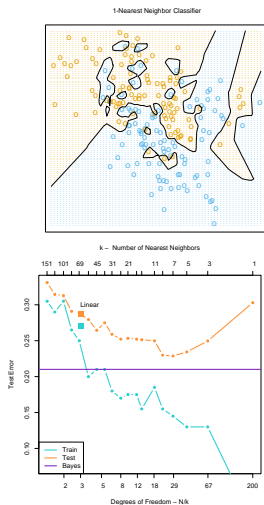 1-Nearest Neighbor Classifier
k − Number of Nearest Neighbors
151 101 69 45 31 21 11 7 5 3 1
Linear
Test Error
0.30
0.25
0.20
0.15
0.10
Train
Test
Bayes
2 3 5 8 12 18 29 67 200
Degrees of Freedom − N/k